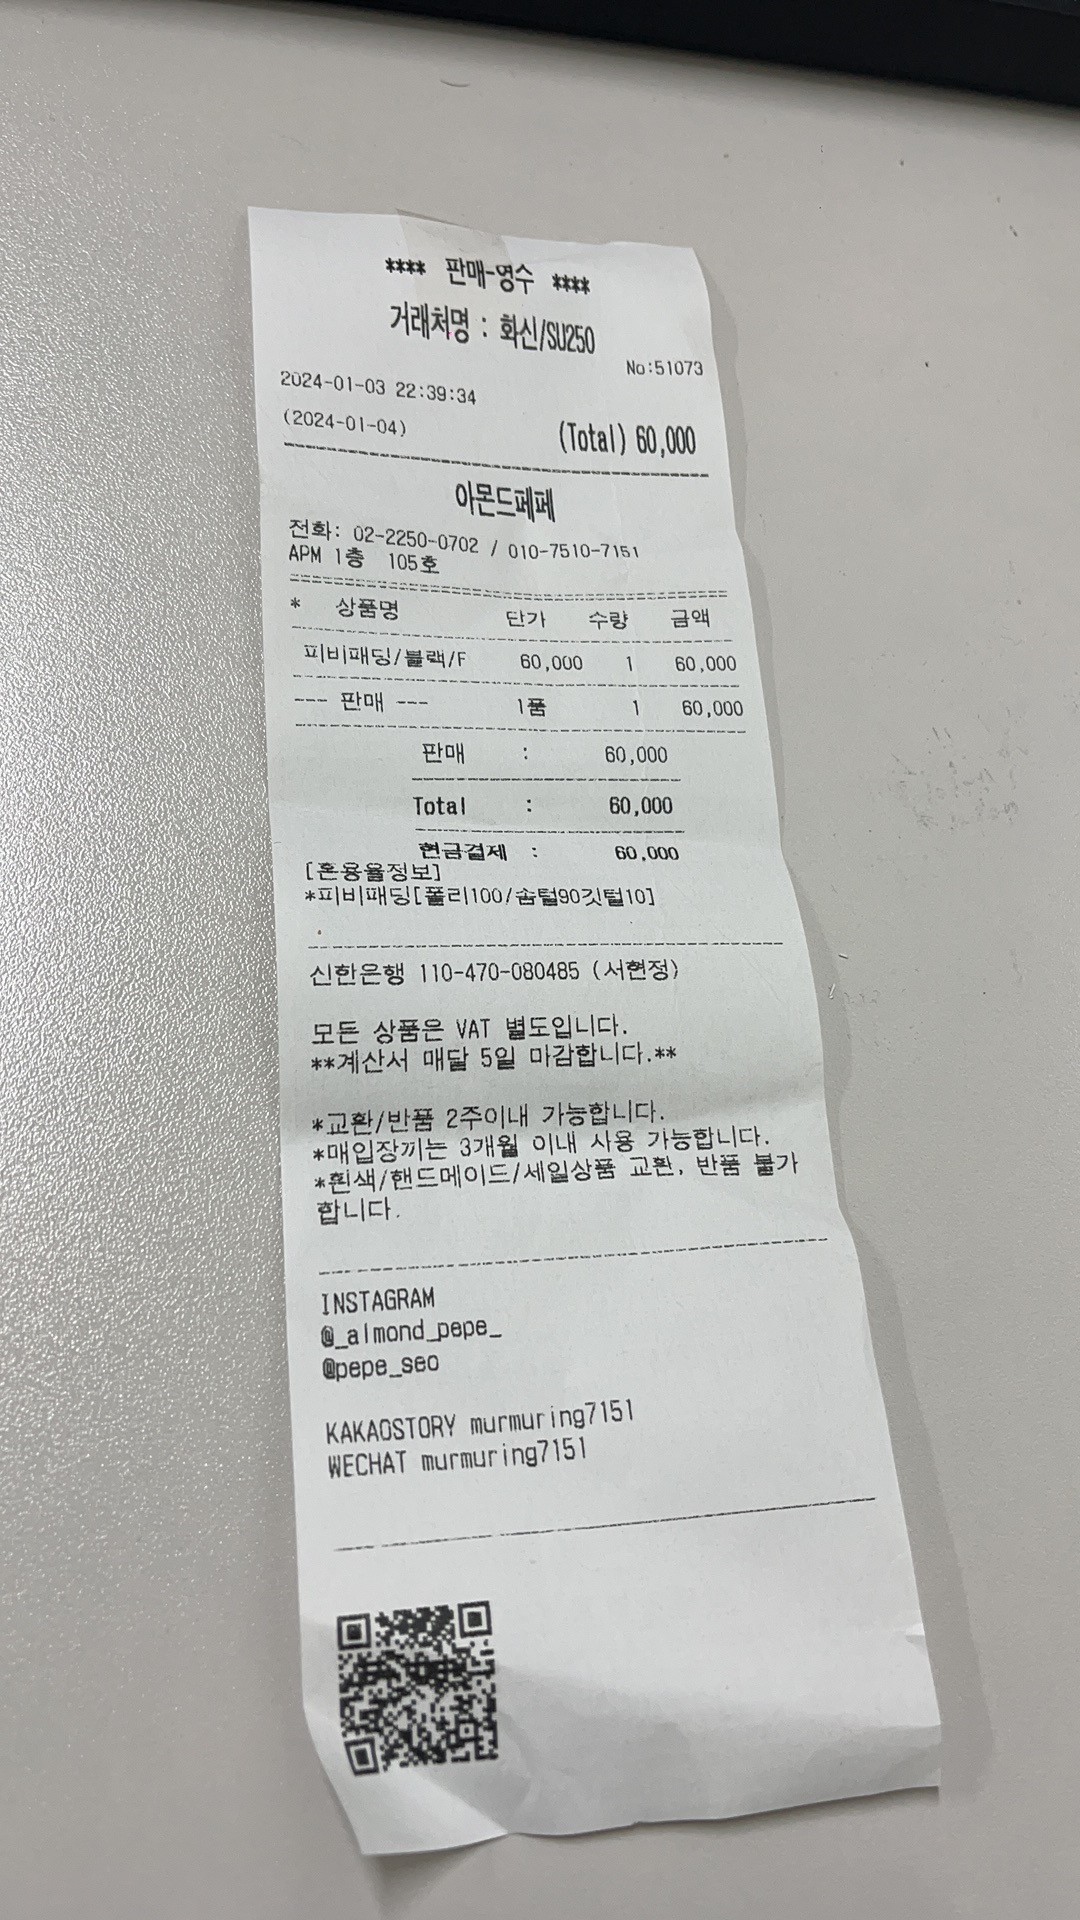 **** 판매-영수 ****
거래처명 : 화신/SU250
No:51073
2024-01-03 22:39:34
(2024-01-04)
(Total) 60,000
아몬드페페
전화: 02-2250-0702 / 010-7510-7151
APM 1층 105호
* 상품명 단가 수량 금액
피비패딩/블랙/F 60,000 1 60,000
--- 판매 --- 1품 1 60,000
판매 : 60,000
Total : 60,000
현금결제 : 60,000
[혼용율정보]
*피비패딩[폴리100/솜털90깃털10]
.
신한은행 110-470-080485 (서현정)
모든 상품은 VAT 별도입니다.
**계산서 매달 5일 마감합니다.**
*교환/반품 2주이내 가능합니다.
*매입장끼는 3개월 이내 사용 가능합니다.
*흰색/핸드메이드/세일상품 교환, 반품 불가
합니다.
INSTAGRAM
@_almond_pepe_
@pepe_seo
KAKAOSTORY murmuring7151
WECHAT murmuring7151